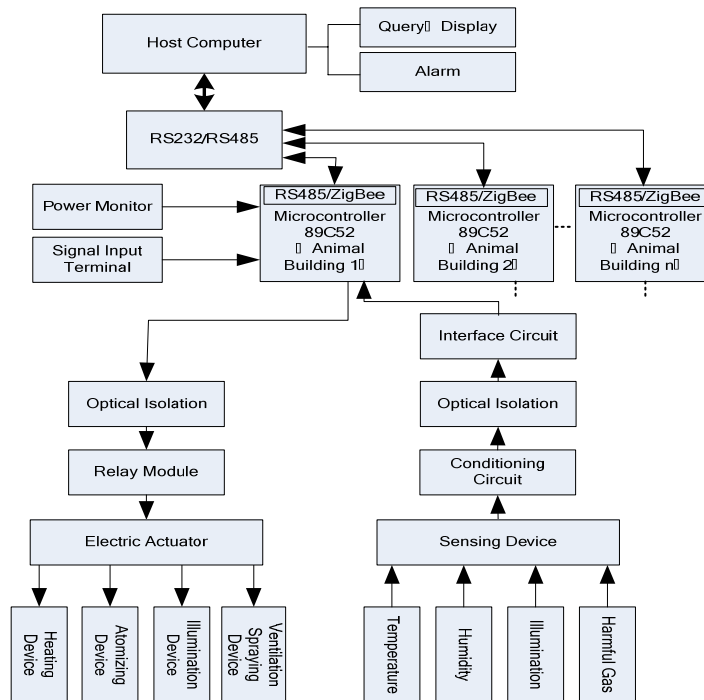 Host Computer
Query▯ Display
Alarm
RS232/RS485
Power Monitor
Signal Input
Terminal
RS485/ZigBee
Microcontroller
89C52
▯ Animal
Building 1▯
RS485/ZigBee
Microcontroller
89C52
▯ Animal
Building 2▯
RS485/ZigBee
Microcontroller
89C52
▯ Animal
Building n▯
Interface Circuit
Optical Isolation
Optical Isolation
Relay Module
Conditioning
Circuit
Electric Actuator
Sensing Device
Heating
Device
Atomizing
Device
Illumination
Device
Ventilation
Spraying
Device
Temperature
Humidity
Illumination
Harmful Gas